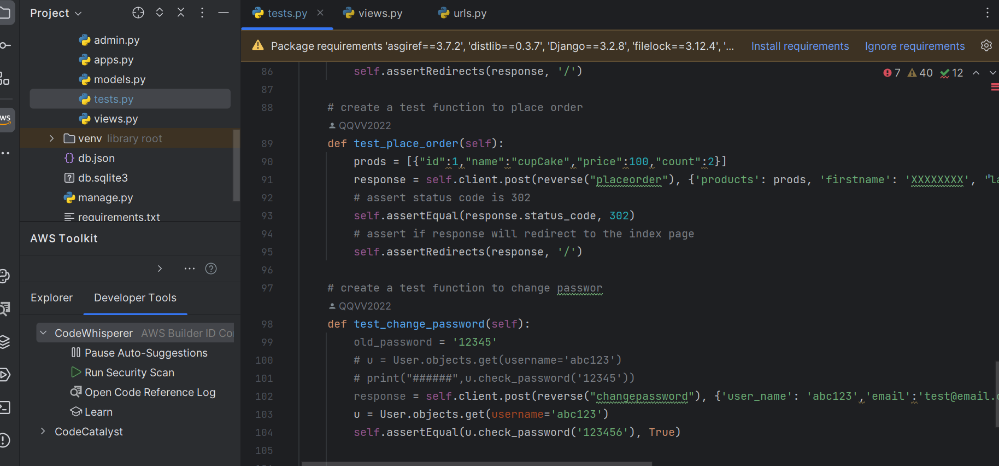 Project
admin.py
apps.py
models.py
tests.py
views.py
venv library root
db.json
db.sqlite3
manage.py
requirements.txt
AWS Toolkit
Explorer Developer Tools
CodeWhisperer AWS Builder ID Co
Pause Auto-Suggestions
Run Security Scan
Open Code Reference Log
Learn
CodeCatalyst
tests.py views.py urls.py
Package requirements 'asgiref==3.7.2', 'distlib==0.3.7', 'Django==3.2.8', 'filelock==3.12.4', '... Install requirements Ignore requirements
7 40 12
86 self.assertRedirects(response, '/')
87
88 # create a test function to place order
QQVV2022
89 def test_place_order(self):
90 prods = [{"id":1,"name":"cupCake","price":100,"count":2}]
91 response = self.client.post(reverse("placeorder"), {'products': prods, 'firstname': 'XXXXXXXX', 'la
92 # assert status code is 302
93 self.assertEqual(response.status_code, 302)
94 # assert if response will redirect to the index page
95 self.assertRedirects(response, '/')
96
97 # create a test function to change passwor
QQVV2022
98 def test_change_password(self):
99 old_password = '12345'
100 # u = User.objects.get(username='abc123')
101 # print("######",u.check_password('12345'))
102 response = self.client.post(reverse("changepassword"), {'user_name': 'abc123','email':'test@email.c
103 u = User.objects.get(username='abc123')
104 self.assertEqual(u.check_password('123456'), True)
105